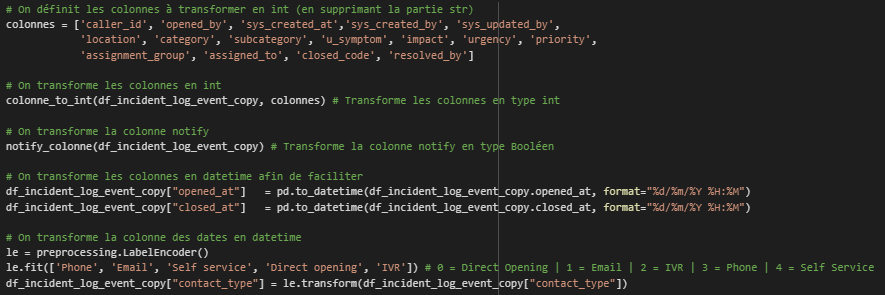 # On définit les colonnes à transformer en int (en supprimant la partie str)
colonnes = ['caller_id', 'opened_by', 'sys_created_at','sys_created_by', 'sys_updated_by',
'location', 'category', 'subcategory', 'u_symptom', 'impact', 'urgency', 'priority',
'assignment_group', 'assigned_to', 'closed_code', 'resolved_by']
# On transforme les colonnes en int
colonne_to_int(df_incident_log_event_copy, colonnes) # Transforme les colonnes en type int
# On transforme la colonne notify
notify_colonne(df_incident_log_event_copy) # Transforme la colonne notify en type Booléen
# On transforme les colonnes en datetime afin de faciliter
df_incident_log_event_copy["opened_at"] = pd.to_datetime(df_incident_log_event_copy.opened_at, format="%d/%m/%Y %H:%M")
df_incident_log_event_copy["closed_at"] = pd.to_datetime(df_incident_log_event_copy.closed_at, format="%d/%m/%Y %H:%M")
# On transforme la colonne des dates en datetime
le = preprocessing.LabelEncoder()
le.fit(['Phone', 'Email', 'Self service', 'Direct opening', 'IVR']) # 0 = Direct Opening | 1 = Email | 2 = IVR | 3 = Phone | 4 = Self Service
df_incident_log_event_copy["contact_type"] = le.transform(df_incident_log_event_copy["contact_type"])